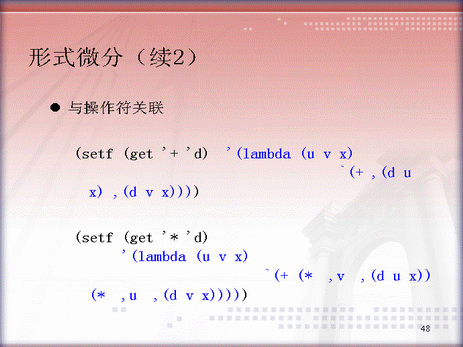 形式微分（续2）
● 与操作符关联
(setf (get '+ 'd) '(lambda (u v x)
`(+ ,(d u
x) ,(d v x))))
(setf (get '* 'd)
'(lambda (u v x)
`(+ (* ,v ,(d u x))
(* ,u ,(d v x)))))
48